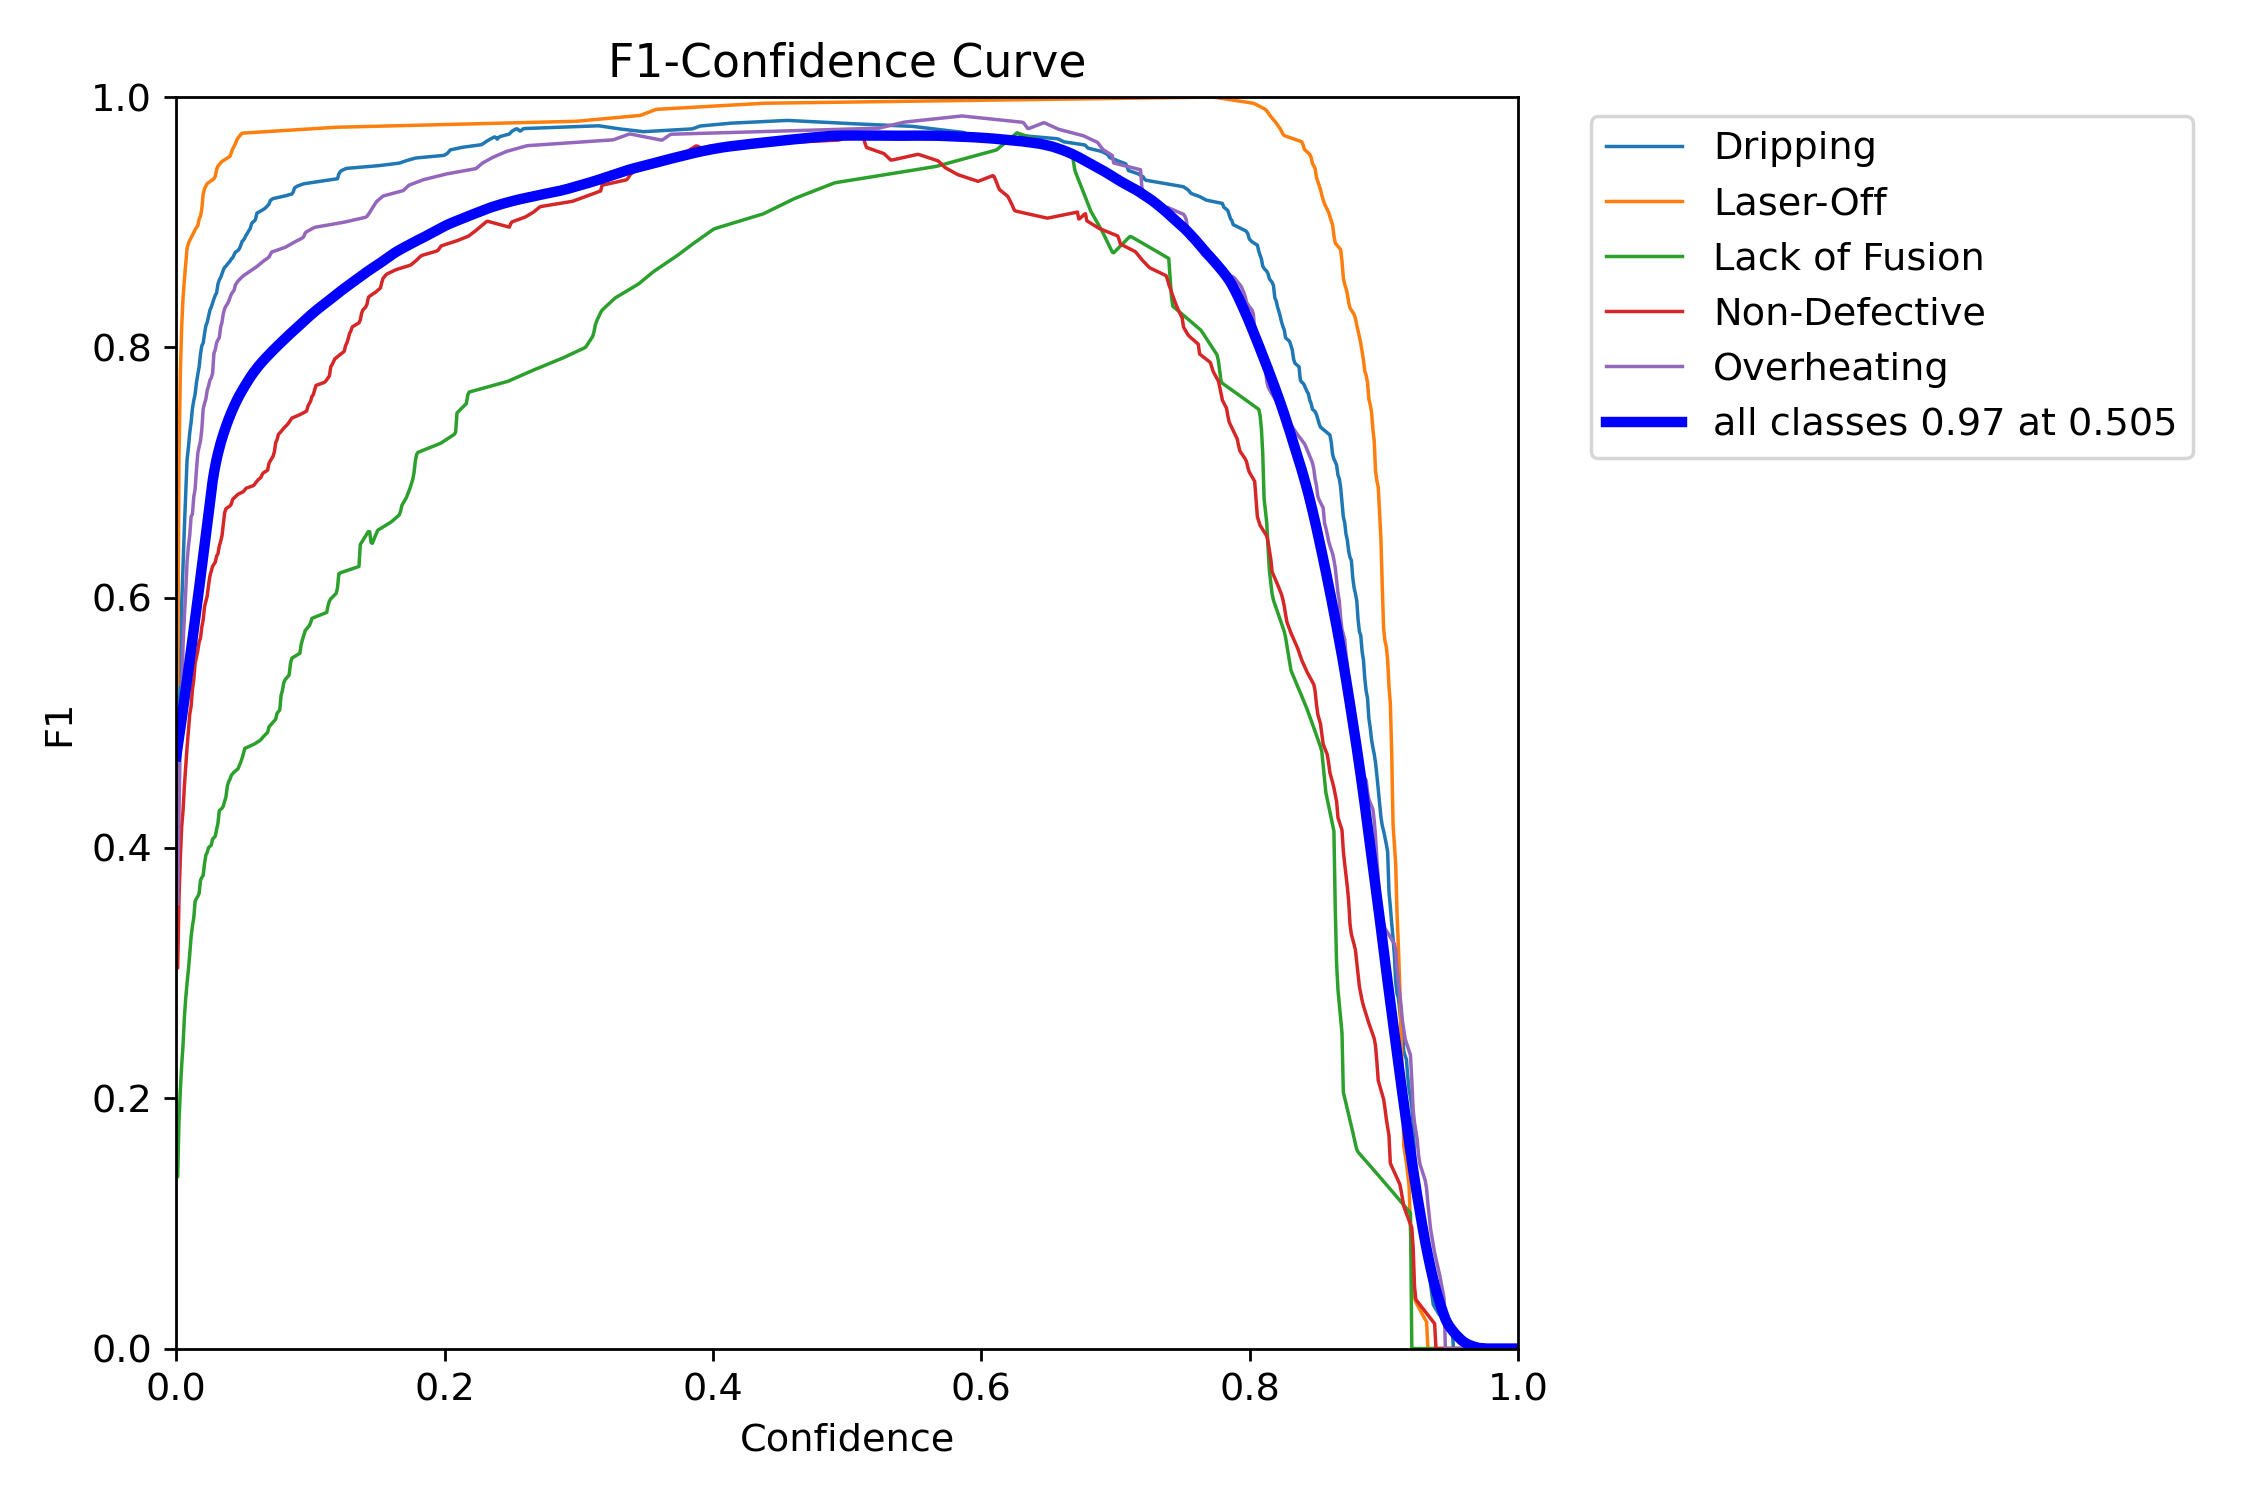 F1-Confidence Curve
1.0
0.8
0.6
0.4
0.2
0.0
F1
0.0 0.2 0.4 0.6 0.8 1.0
Confidence
Dripping
Laser-Off
Lack of Fusion
Non-Defective
Overheating
all classes 0.97 at 0.505